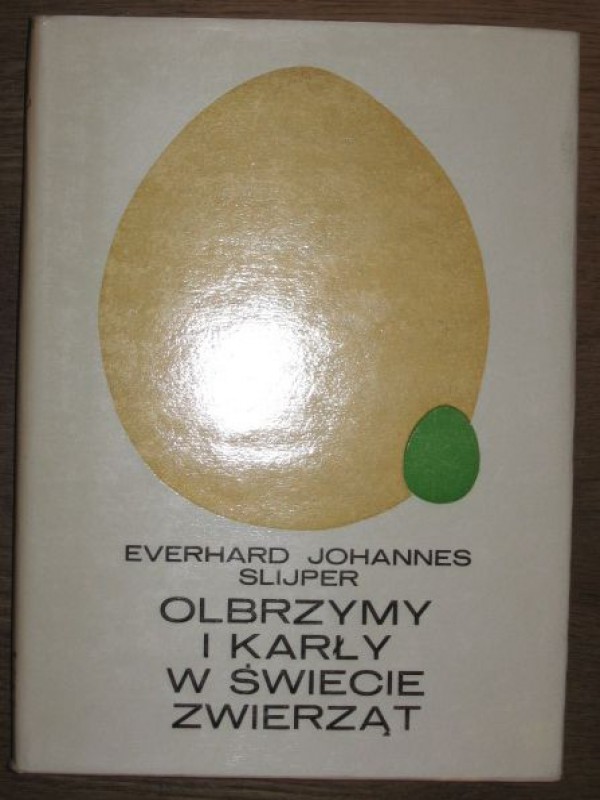 EVERHARD JOHANNES
SLIJPER
OLBRZYMY
I KARŁY
W ŚWIECIE
ZWIERZĄT